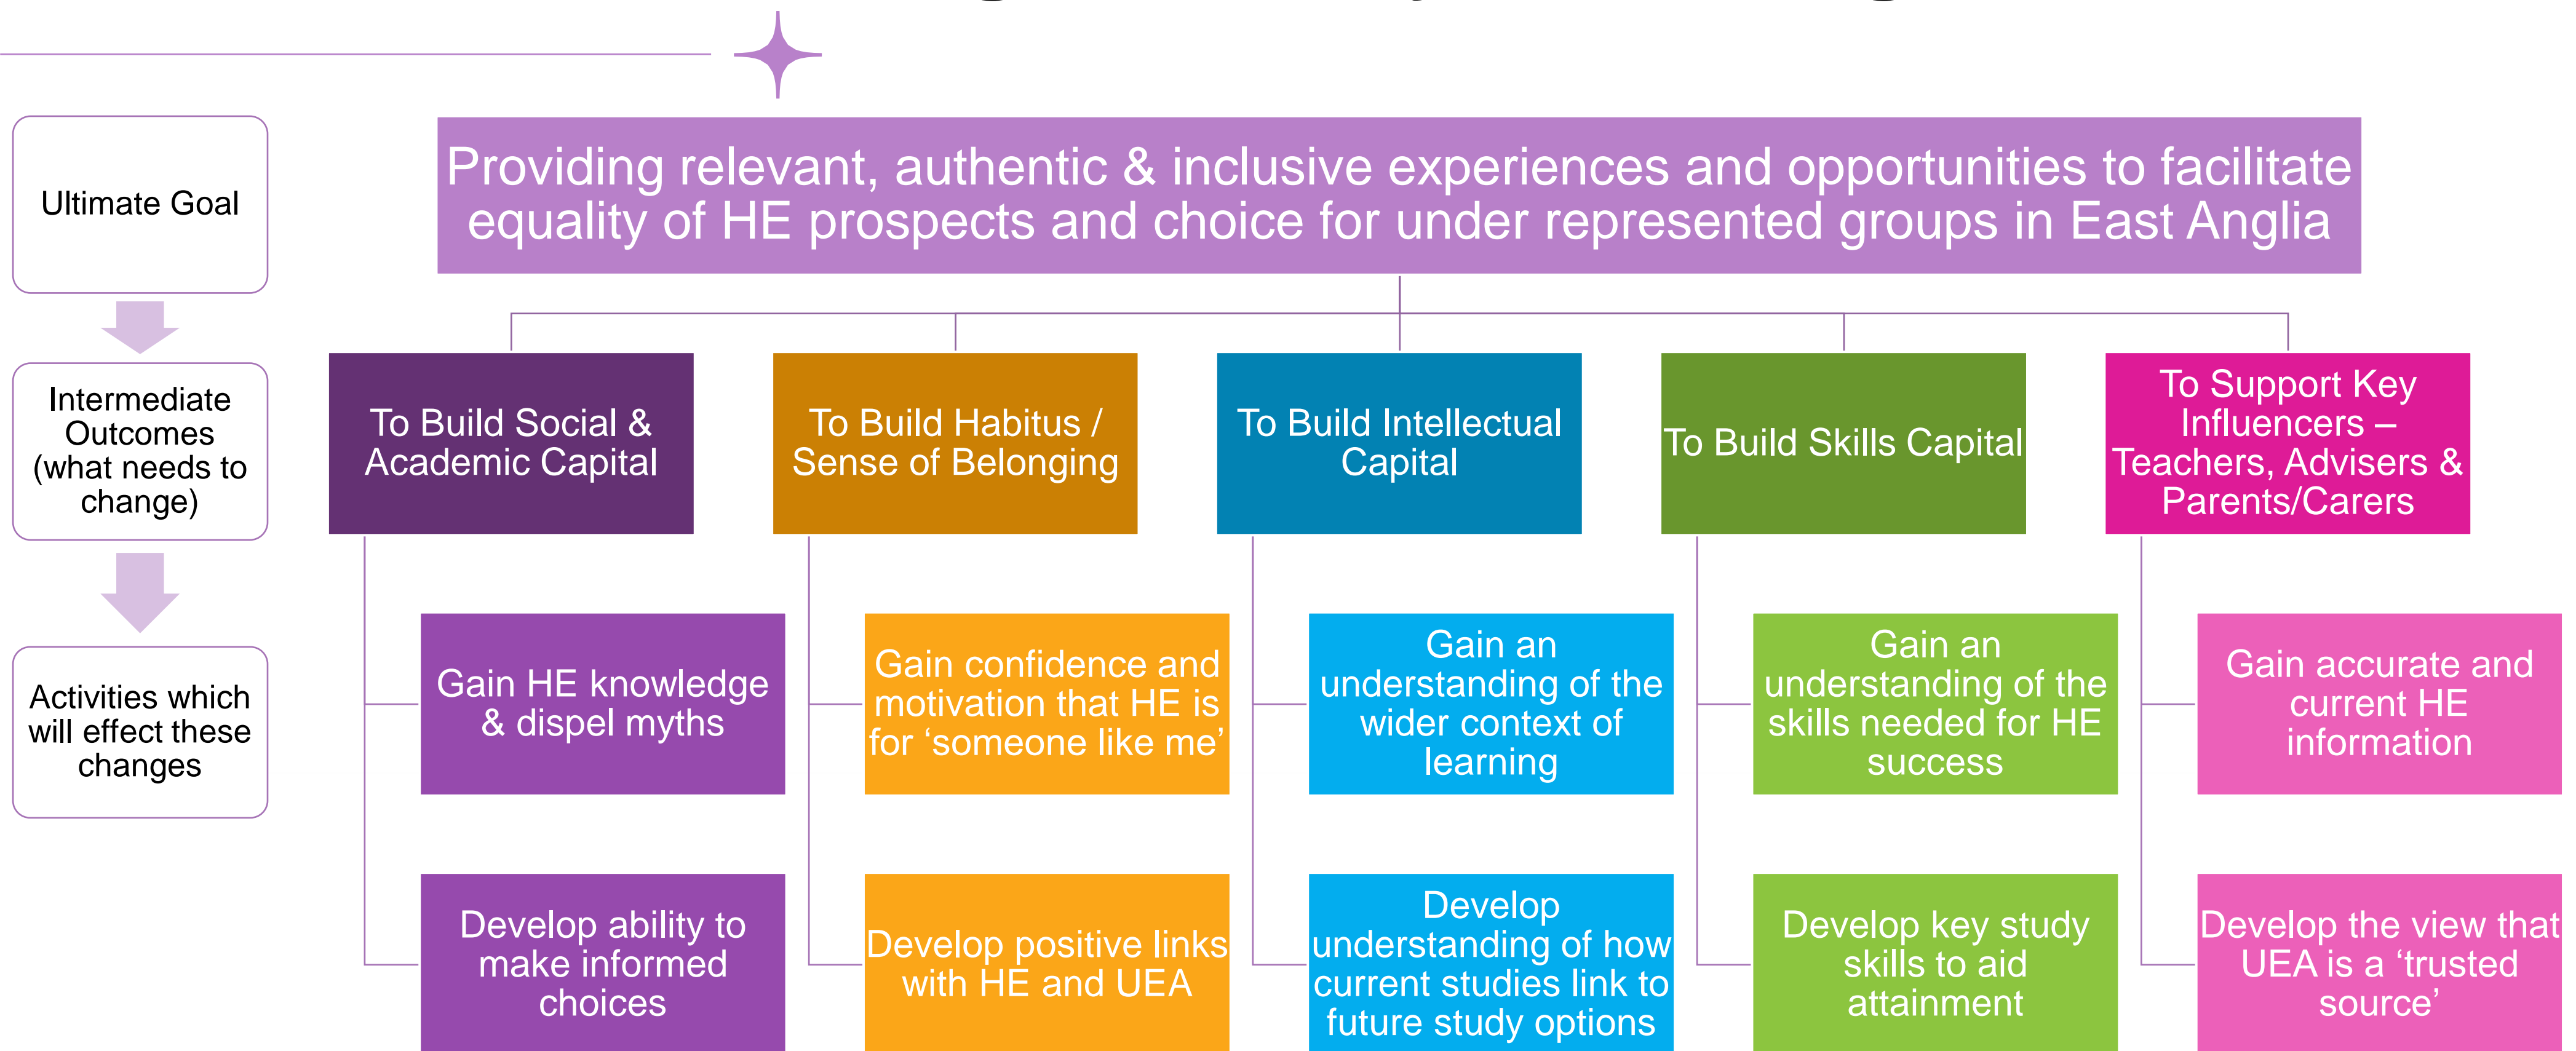 Ultimate Goal
Providing relevant, authentic & inclusive experiences and opportunities to facilitate
equality of HE prospects and choice for under represented groups in East Anglia
Intermediate
Outcomes
(what needs to
change)
To Build Social &
Academic Capital
To Build Habitus /
Sense of Belonging
To Build Intellectual
Capital
To Build Skills Capital
To Support Key
Influencers –
Teachers, Advisers &
Parents/Carers
Activities which
will effect these
changes
Gain HE knowledge
& dispel myths
Gain confidence and
motivation that HE is
for ‘someone like me’
Gain an
understanding of the
wider context of
learning
Gain an
understanding of the
skills needed for HE
success
Gain accurate and
current HE
information
Develop ability to
make informed
choices
Develop positive links
with HE and UEA
Develop
understanding of how
current studies link to
future study options
Develop key study
skills to aid
attainment
Develop the view that
UEA is a ‘trusted
source’